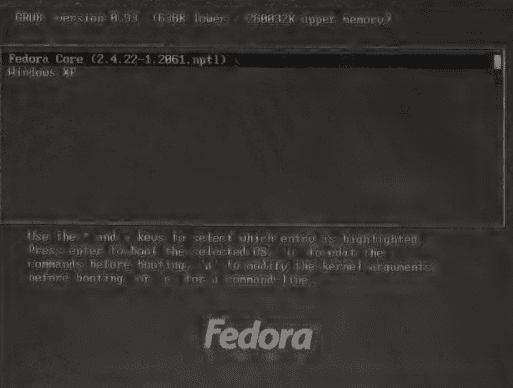 GRUB version 0.93 (636K lower / 260032K upper memory)
Fedora Core (2.4.22-1.2061.nptl)
Windows XP
Use the and keys to select which entry is highlighted.
Press enter to boot the selected OS, to edit the
commands before booting, 'a' to modify the kernel arguments
before booting, or 'c' for a command-line.
Fedora